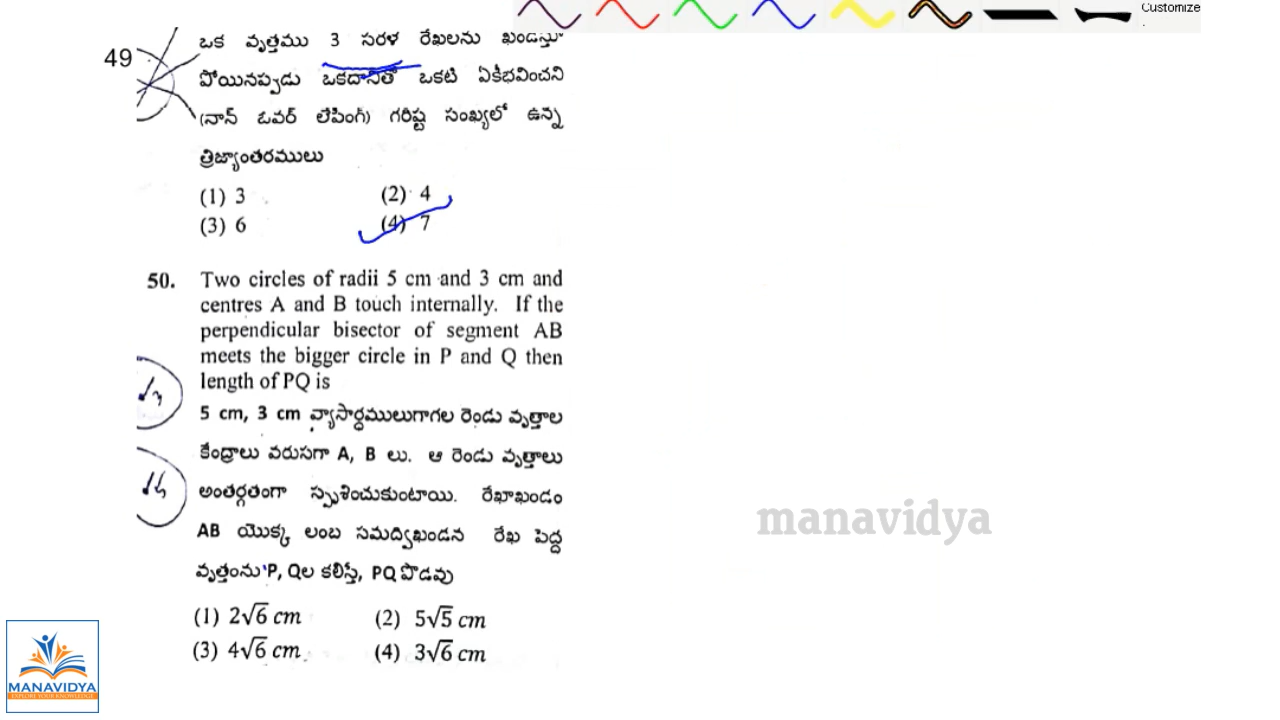 Customize
49
ఒక వృత్తము 3 సరళ రేఖలను ఖండిస్తూ
పోయినప్పుడు ఒకదానితో ఒకటి ఏకీభవించని
(నాన్ ఓవర్ లేపింగ్) గరిష్ట సంఖ్యలో ఉన్న
త్రిజ్యాంతరములు
(1) 3 (2) 4
(3) 6 (4) 7
50. Two circles of radii 5 cm and 3 cm and
centres A and B touch internally. If the
perpendicular bisector of segment AB
meets the bigger circle in P and Q then
length of PQ is
5 cm, 3 cm వ్యాసార్ధములుగాగల రెండు వృత్తాల
కేంద్రాలు వరుసగా A, B లు. ఆ రెండు వృత్తాలు
అంతర్గతంగా స్పృశించుకుంటాయి. రేఖాఖండం
AB యొక్క లంబ సమద్విఖండన రేఖ పెద్ద
వృత్తంను P, Qల కలిస్తే, PQ పొడవు
(1) 2√6 cm (2) 5√5 cm
(3) 4√6 cm (4) 3√6 cm
manavidya
MANAVIDYA
EXPLORE YOUR KNOWLEDGE